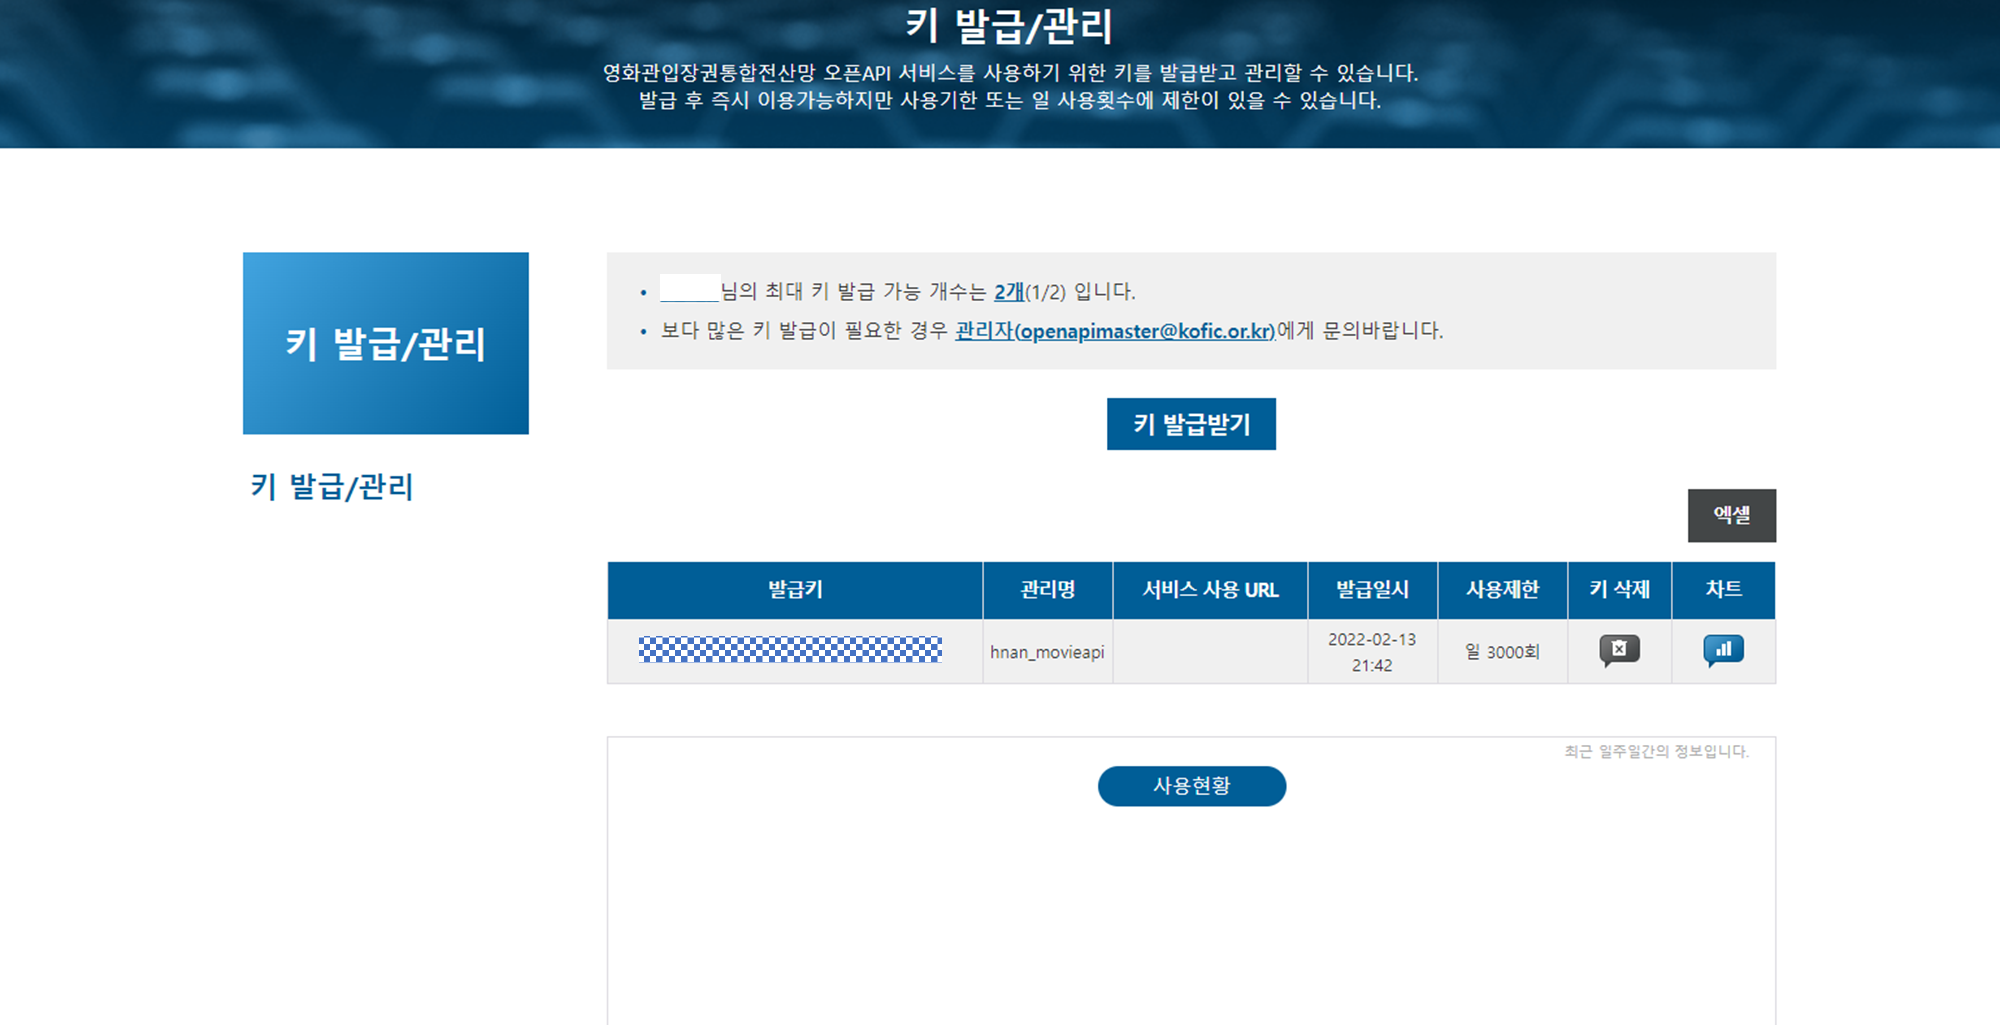 키 발급/관리
영화관입장권통합전산망 오픈API 서비스를 사용하기 위한 키를 발급받고 관리할 수 있습니다.
발급 후 즉시 이용가능하지만 사용기한 또는 일 사용횟수에 제한이 있을 수 있습니다.
키 발급/관리
키 발급/관리
• 님의 최대 키 발급 가능 개수는 2개(1/2) 입니다.
• 보다 많은 키 발급이 필요한 경우 관리자(openapimaster@kofic.or.kr)에게 문의바랍니다.
키 발급받기
엑셀
발급키 관리명 서비스 사용 URL 발급일시 사용제한 키 삭제 차트
hnan_movieapi 2022-02-13 21:42 일 3000회
최근 일주일간의 정보입니다.
사용현황